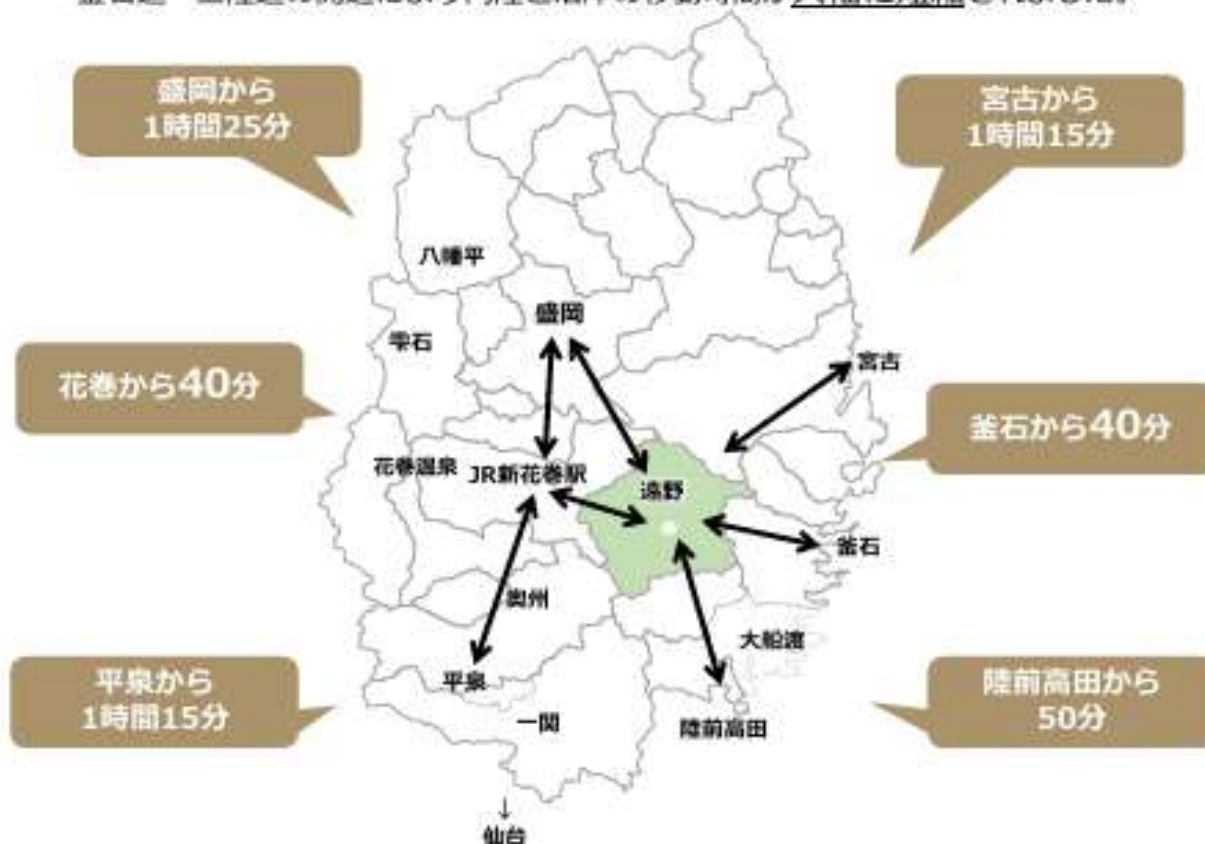 盛岡から
1時間25分
宮古から
1時間15分
八幡平
盛岡
雫石
宮古
花巻から40分
釜石から40分
花巻温泉
JR新花巻駅
遠野
釜石
奥州
大船渡
平泉から
1時間15分
平泉
一関
陸前高田
陸前高田から
50分
↓
仙台